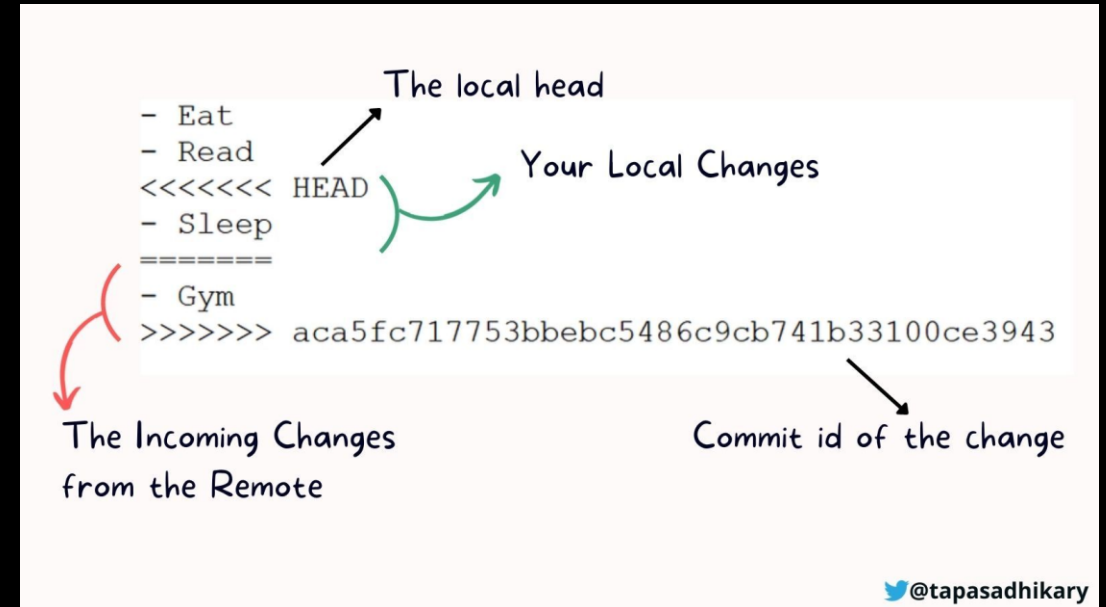 The local head
- Eat
- Read
Your Local Changes
<<<<<<< HEAD
- Sleep
=======
- Gym
>>>>>>> aca5fc717753bbebc5486c9cb741b33100ce3943
The Incoming Changes
from the Remote
Commit id of the change
@tapasadhikary